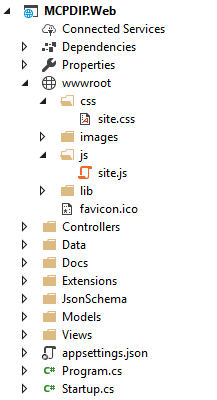 MCPDIP.Web
Connected Services
Dependencies
Properties
wwwroot
css
site.css
images
js
site.js
lib
favicon.ico
Controllers
Data
Docs
Extensions
JsonSchema
Models
Views
appsettings.json
C# Program.cs
C# Startup.cs